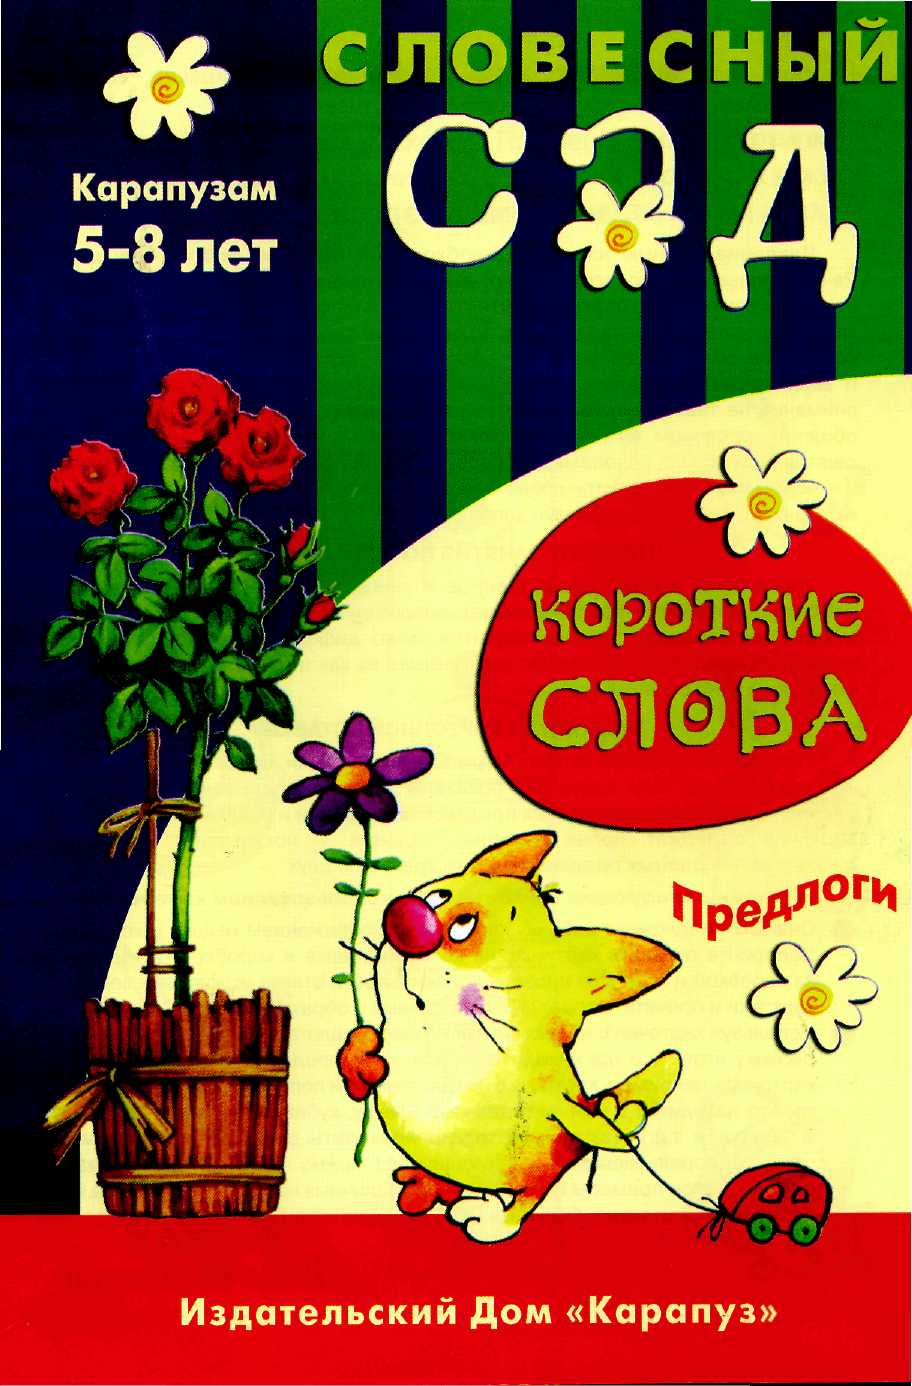 СЛОВЕСНЫЙ
САД
Карапузам
5-8 лет
КОРОТКИЕ
СЛОВА
Предлоги
Издательский Дом «Карапуз»